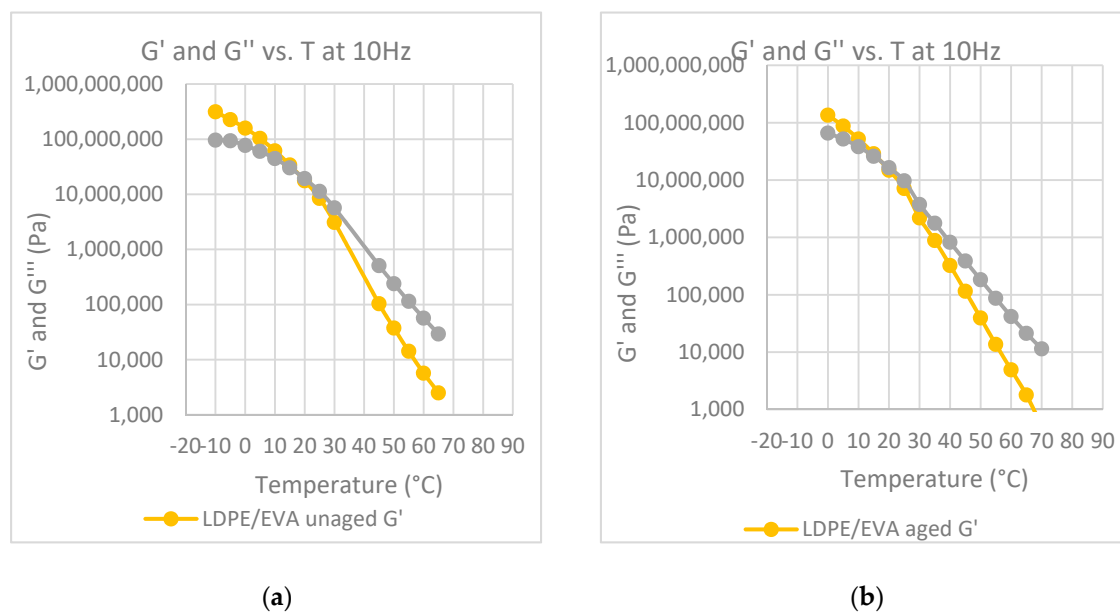 G' and G'' vs. T at 10Hz
1,000,000,000
100,000,000
10,000,000
1,000,000
100,000
10,000
1,000
G' and G''' (Pa)
-20 -10 0 10 20 30 40 50 60 70 80 90
Temperature (°C)
LDPE/EVA unaged G'
(a)
G' and G'' vs. T at 10Hz
1,000,000,000
100,000,000
10,000,000
1,000,000
100,000
10,000
1,000
G' and G''' (Pa)
-20 -10 0 10 20 30 40 50 60 70 80 90
Temperature (°C)
LDPE/EVA aged G'
(b)